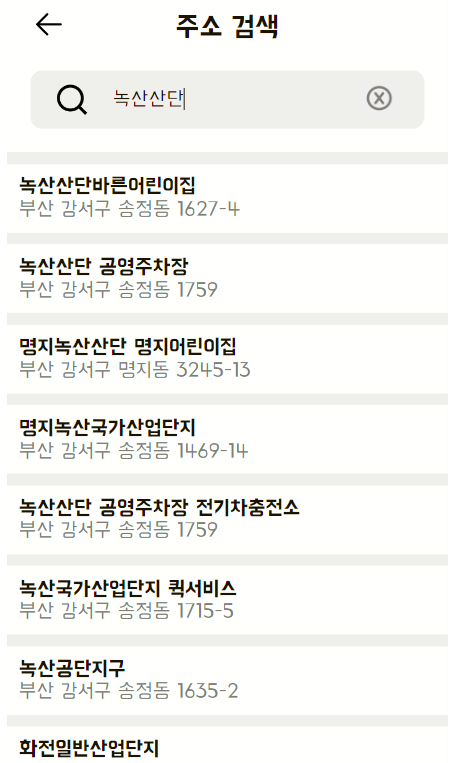 주소 검색
녹산산단
녹산산단바른어린이집
부산 강서구 송정동 1627-4
녹산산단 공영주차장
부산 강서구 송정동 1759
명지녹산산단 명지어린이집
부산 강서구 명지동 3245-13
명지녹산국가산업단지
부산 강서구 송정동 1469-14
녹산산단 공영주차장 전기차충전소
부산 강서구 송정동 1759
녹산국가산업단지 퀵서비스
부산 강서구 송정동 1715-5
녹산공단지구
부산 강서구 송정동 1635-2
화전일반산업단지